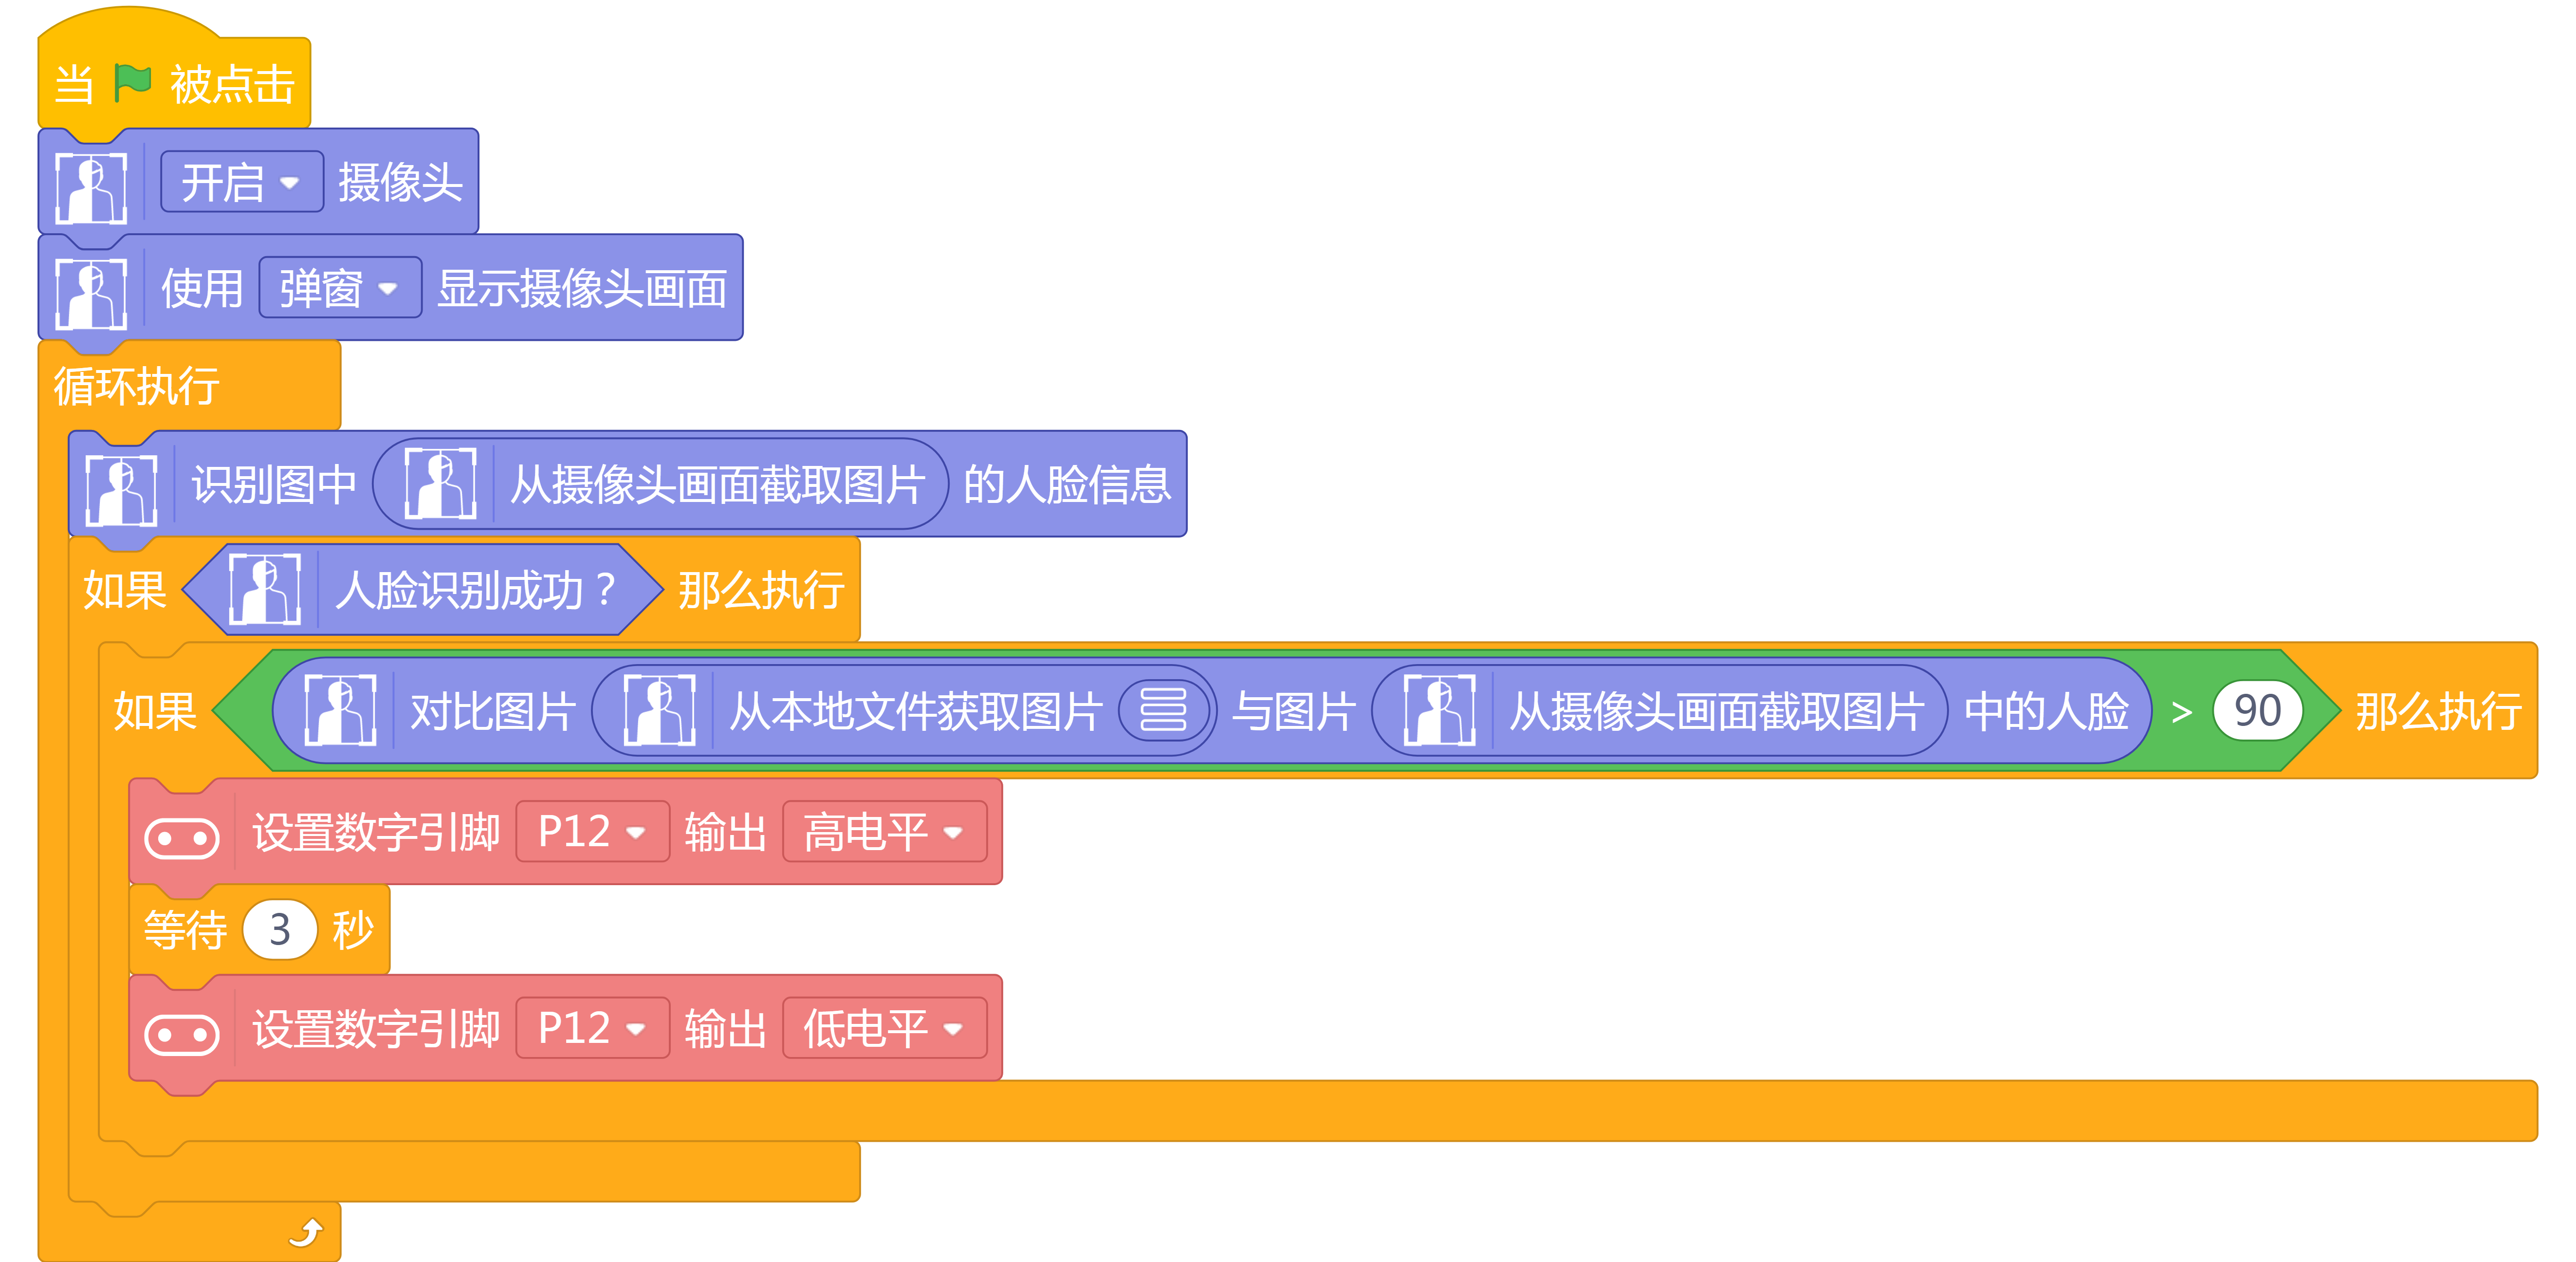 当 被点击
开启 摄像头
使用 弹窗 显示摄像头画面
循环执行
识别图中 从摄像头画面截取图片 的人脸信息
如果 人脸识别成功？ 那么执行
如果 对比图片 从本地文件获取图片 与图片 从摄像头画面截取图片 中的人脸 > 90 那么执行
设置数字引脚 P12 输出 高电平
等待 3 秒
设置数字引脚 P12 输出 低电平